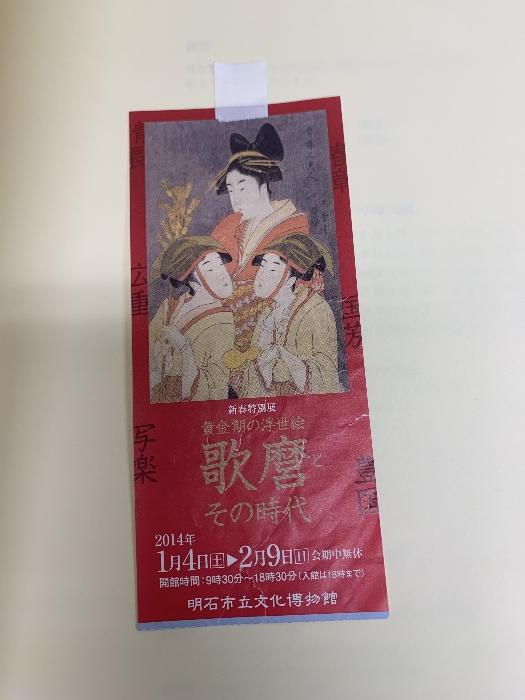 清長
春章
広重
国芳
写楽
豊国
新春特別展
黄金期の浮世絵
歌麿と
その時代
2014年
1月4日土▶2月9日日会期中無休
開館時間:9時30分〜18時30分(入館は18時まで)
明石市立文化博物館